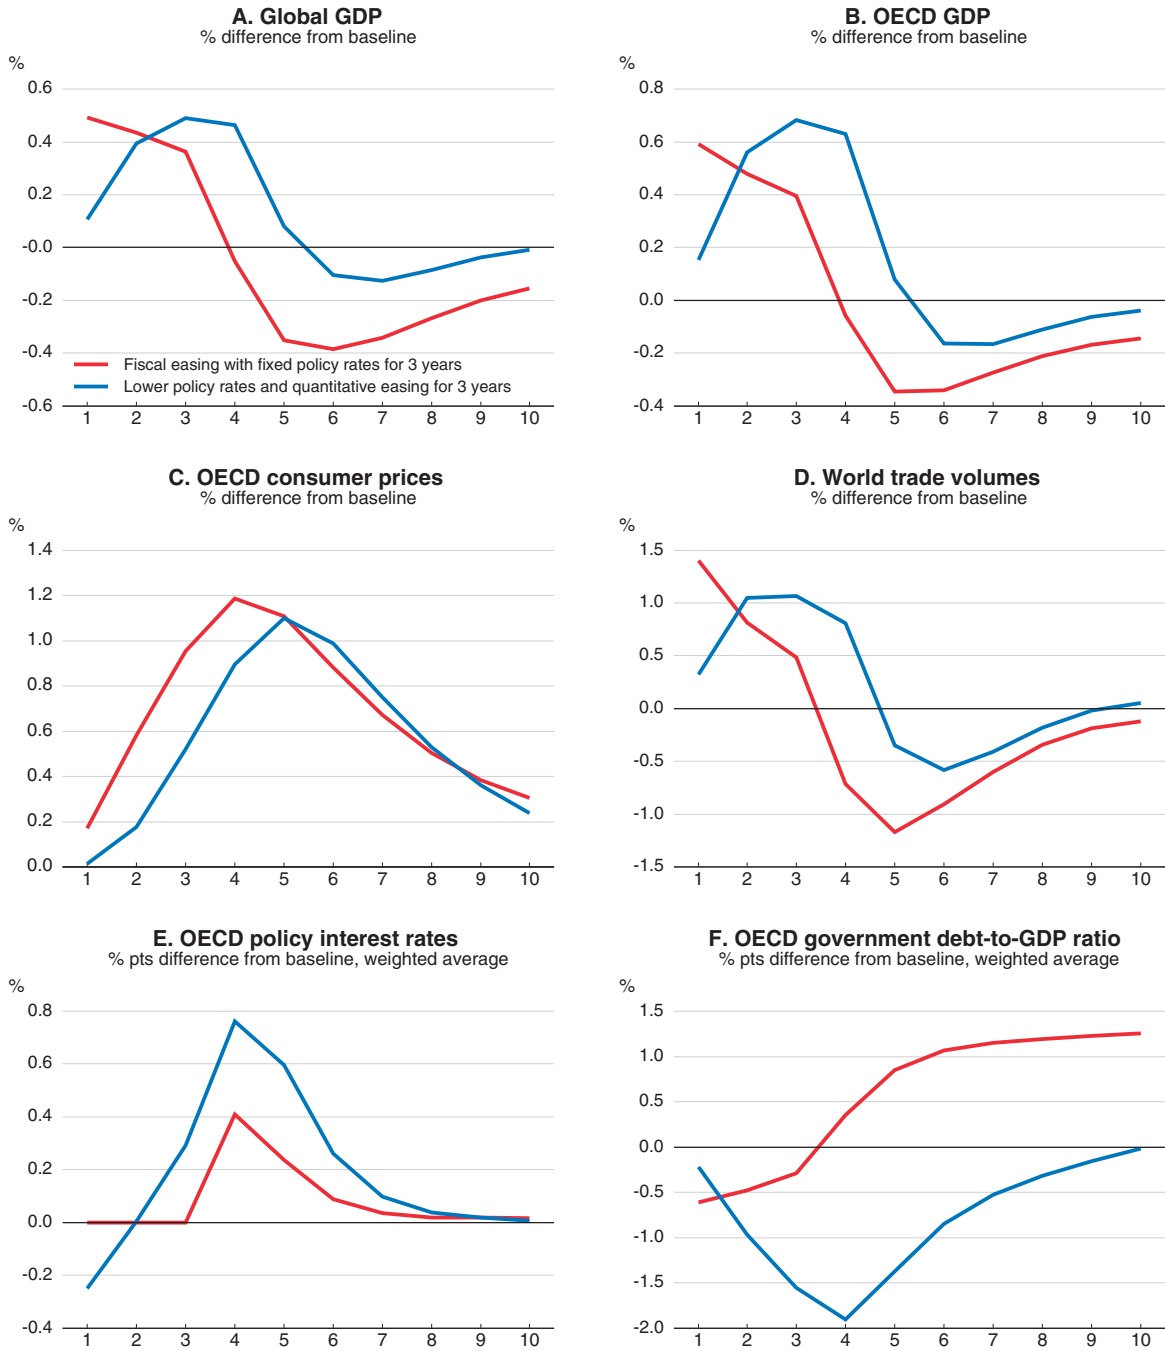 A. Global GDP
% difference from baseline
%
0.6
0.4
0.2
-0.0
-0.2
-0.4
-0.6
Fiscal easing with fixed policy rates for 3 years
Lower policy rates and quantitative easing for 3 years
1 2 3 4 5 6 7 8 9 10
B. OECD GDP
% difference from baseline
%
0.8
0.6
0.4
0.2
0.0
-0.2
-0.4
1 2 3 4 5 6 7 8 9 10
C. OECD consumer prices
% difference from baseline
%
1.4
1.2
1.0
0.8
0.6
0.4
0.2
0.0
1 2 3 4 5 6 7 8 9 10
D. World trade volumes
% difference from baseline
%
1.5
1.0
0.5
0.0
-0.5
-1.0
-1.5
1 2 3 4 5 6 7 8 9 10
E. OECD policy interest rates
% pts difference from baseline, weighted average
%
0.8
0.6
0.4
0.2
0.0
-0.2
-0.4
1 2 3 4 5 6 7 8 9 10
F. OECD government debt-to-GDP ratio
% pts difference from baseline, weighted average
%
1.5
1.0
0.5
0.0
-0.5
-1.0
-1.5
-2.0
1 2 3 4 5 6 7 8 9 10